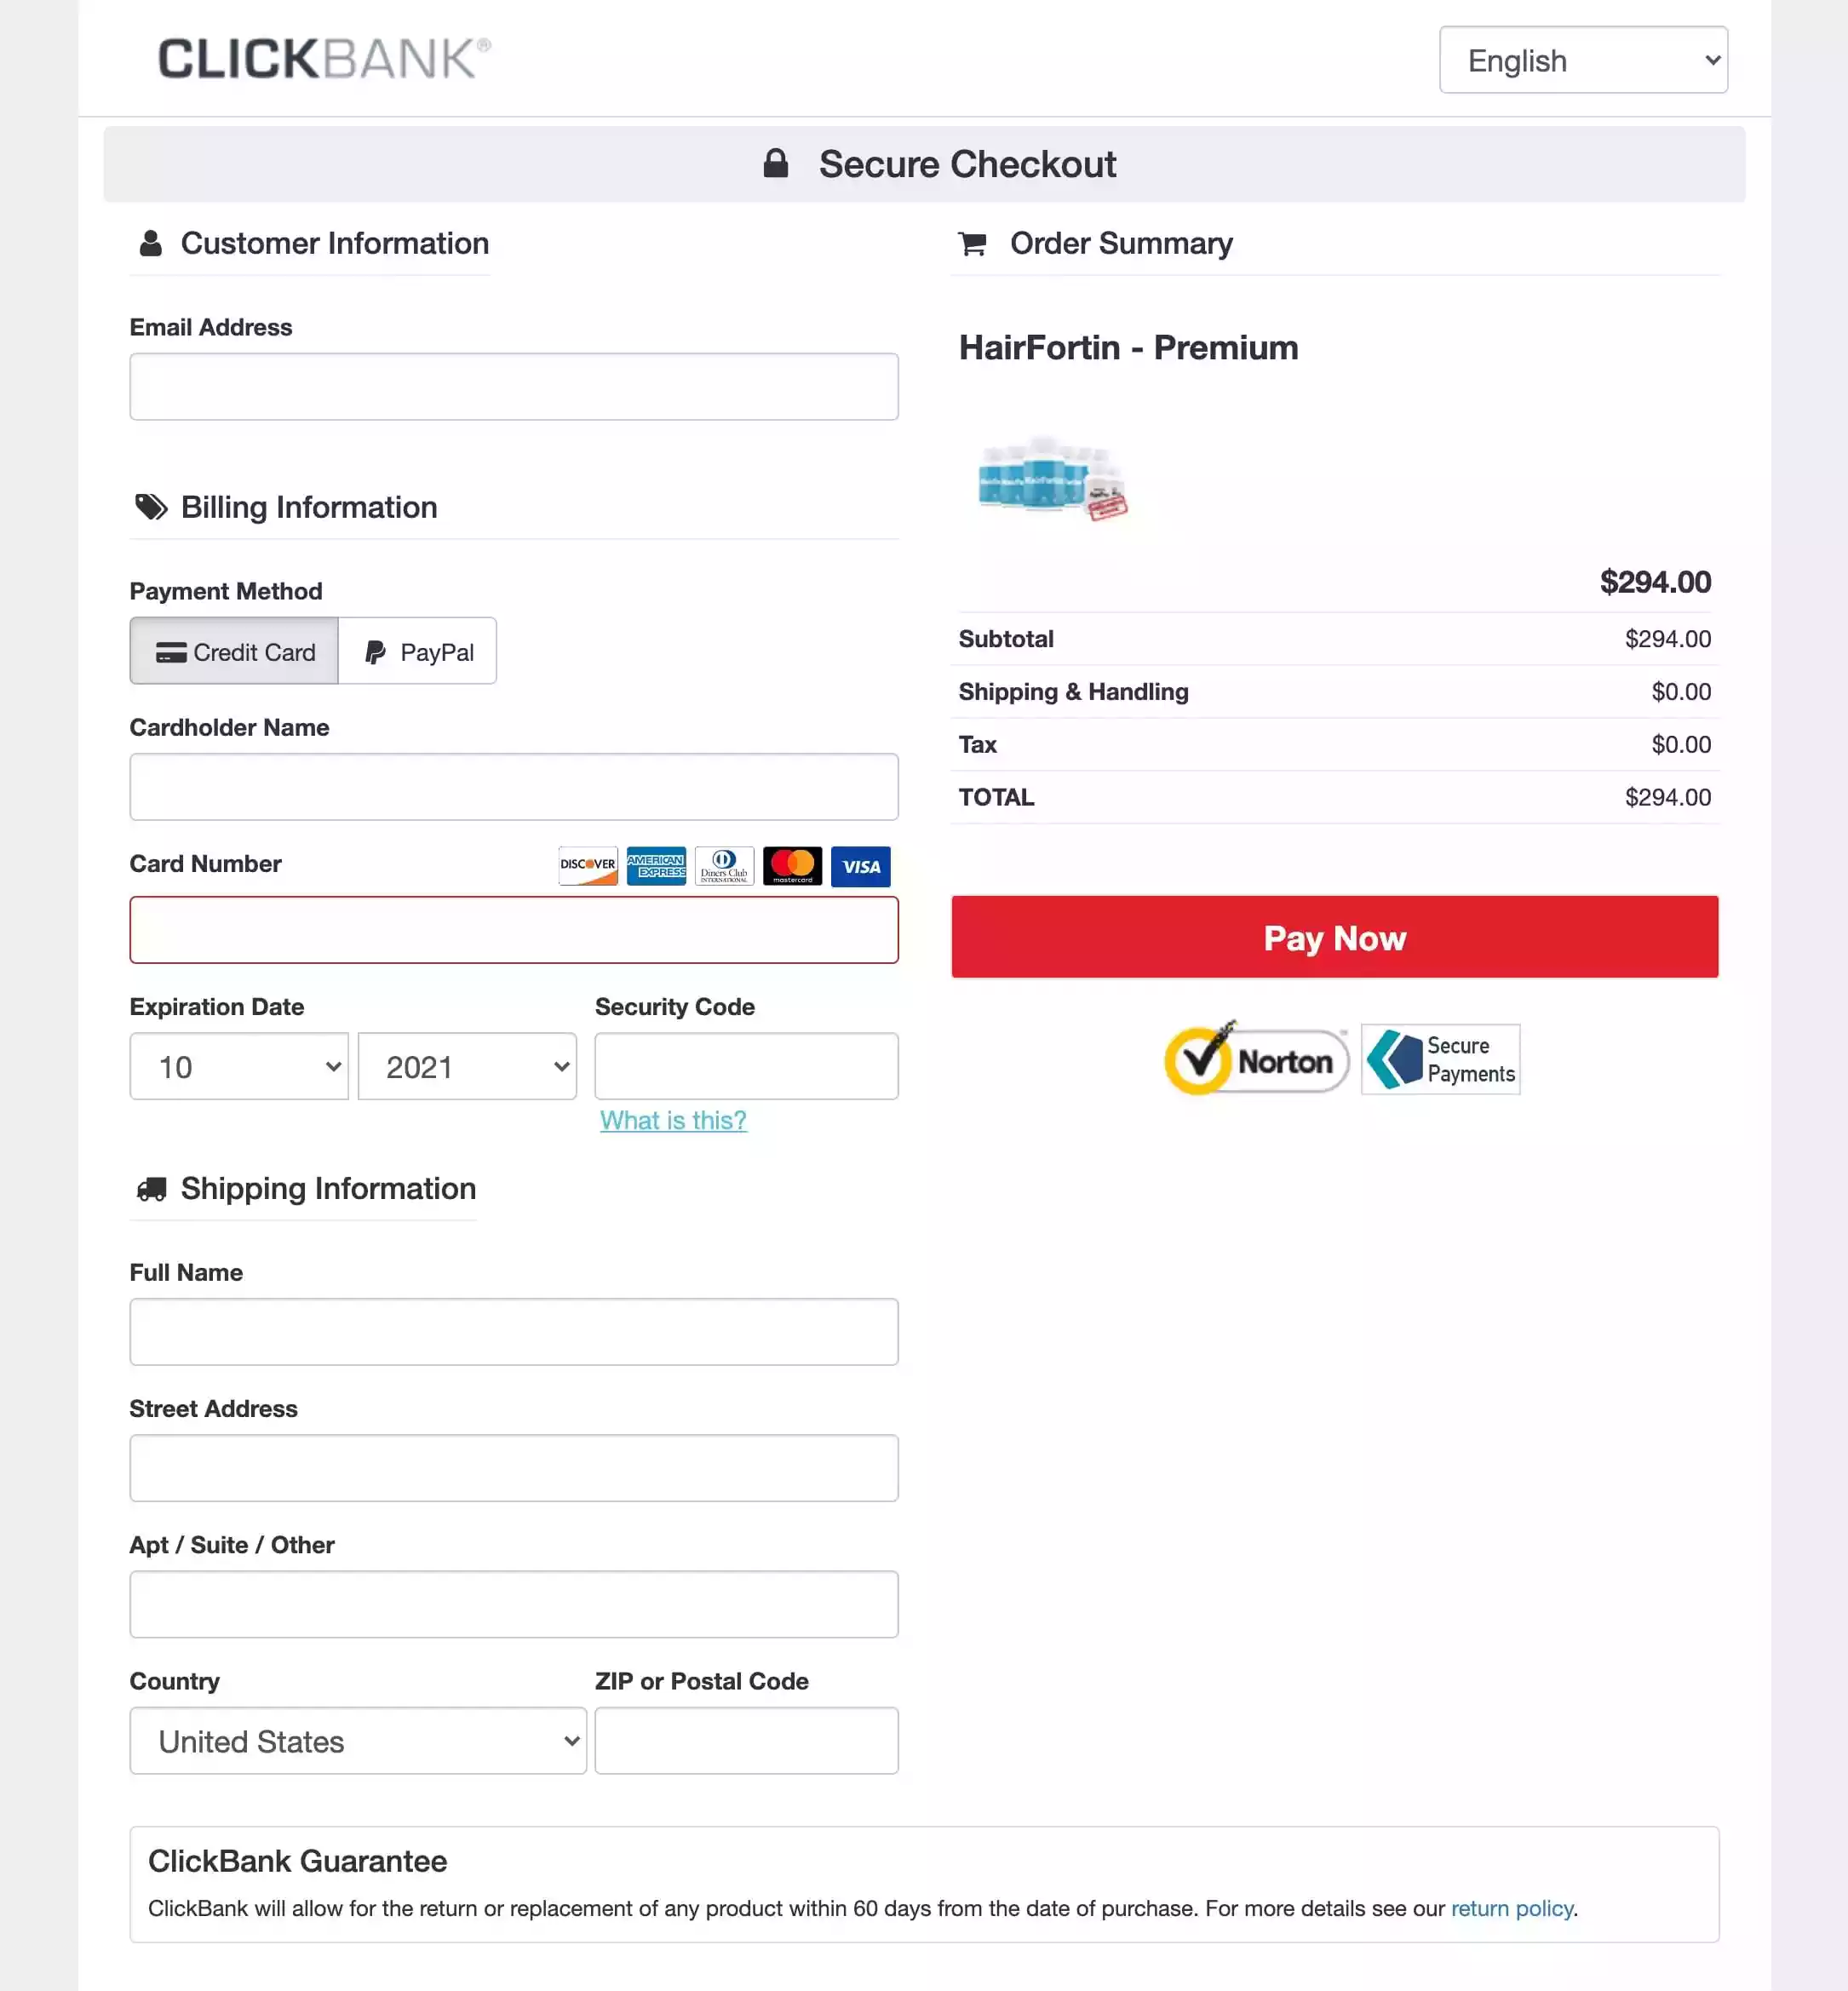 CLICKBANK®
English
Secure Checkout
Customer Information
Email Address
Billing Information
Payment Method
Credit Card
PayPal
Cardholder Name
Card Number
DISCOVER
AMERICAN EXPRESS
Diners Club INTERNATIONAL
mastercard
VISA
Expiration Date
Security Code
10
2021
What is this?
Shipping Information
Full Name
Street Address
Apt / Suite / Other
Country
ZIP or Postal Code
United States
Order Summary
HairFortin - Premium
HairFortin
$294.00
Subtotal $294.00
Shipping & Handling $0.00
Tax $0.00
TOTAL $294.00
Pay Now
Norton
Secure
Payments
ClickBank Guarantee
ClickBank will allow for the return or replacement of any product within 60 days from the date of purchase. For more details see our return policy.